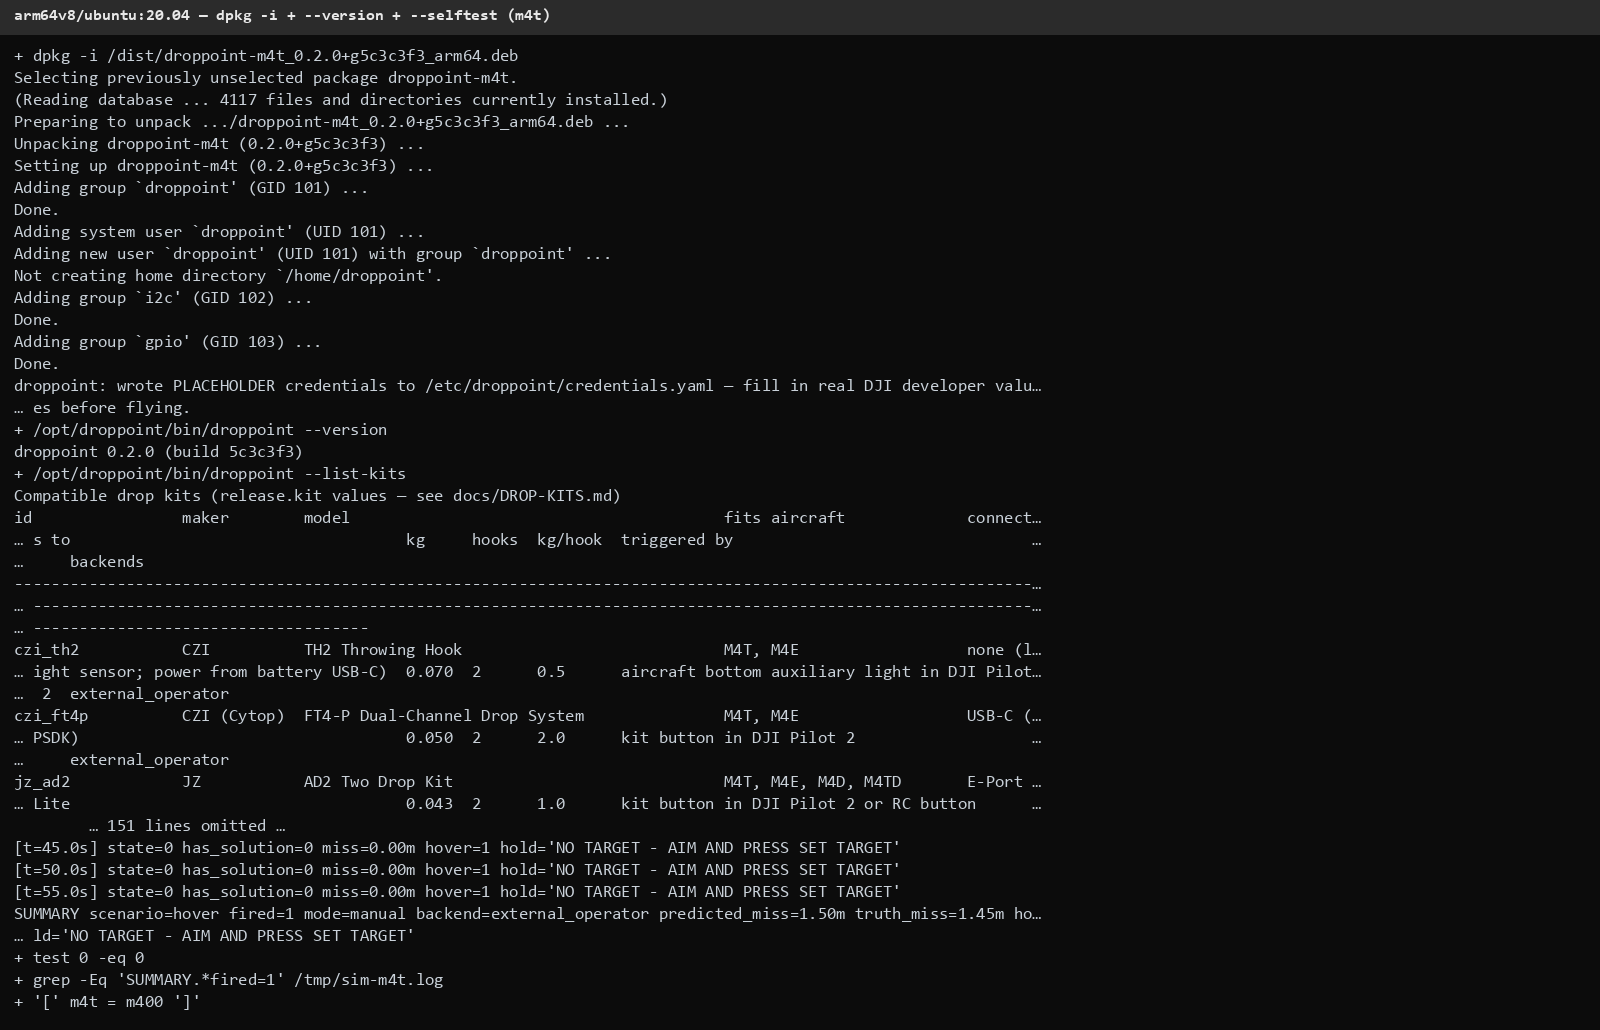 arm64v8/ubuntu:20.04 — dpkg -i + --version + --selftest (m4t)
+ dpkg -i /dist/droppoint-m4t_0.2.0+g5c3c3f3_arm64.deb
Selecting previously unselected package droppoint-m4t.
(Reading database ... 4117 files and directories currently installed.)
Preparing to unpack .../droppoint-m4t_0.2.0+g5c3c3f3_arm64.deb ...
Unpacking droppoint-m4t (0.2.0+g5c3c3f3) ...
Setting up droppoint-m4t (0.2.0+g5c3c3f3) ...
Adding group `droppoint' (GID 101) ...
Done.
Adding system user `droppoint' (UID 101) ...
Adding new user `droppoint' (UID 101) with group `droppoint' ...
Not creating home directory `/home/droppoint'.
Adding group `i2c' (GID 102) ...
Done.
Adding group `gpio' (GID 103) ...
Done.
droppoint: wrote PLACEHOLDER credentials to /etc/droppoint/credentials.yaml — fill in real DJI developer valu…
… es before flying.
+ /opt/droppoint/bin/droppoint --version
droppoint 0.2.0 (build 5c3c3f3)
+ /opt/droppoint/bin/droppoint --list-kits
Compatible drop kits (release.kit values — see docs/DROP-KITS.md)
id                maker        model                                        fits aircraft             connect…
… s to                                    kg     hooks  kg/hook  triggered by                                …
…     backends
-------------------------------------------------------------------------------------------------------------…
… -----------------------------------------------------------------------------------------------------------…
… ------------------------------------
czi_th2           CZI          TH2 Throwing Hook                            M4T, M4E                  none (l…
… ight sensor; power from battery USB-C)  0.070  2      0.5      aircraft bottom auxiliary light in DJI Pilot…
…  2  external_operator
czi_ft4p          CZI (Cytop)  FT4-P Dual-Channel Drop System               M4T, M4E                  USB-C (…
… PSDK)                                   0.050  2      2.0      kit button in DJI Pilot 2                   …
…     external_operator
jz_ad2            JZ           AD2 Two Drop Kit                             M4T, M4E, M4D, M4TD       E-Port …
… Lite                                    0.043  2      1.0      kit button in DJI Pilot 2 or RC button      …
        … 151 lines omitted …
[t=45.0s] state=0 has_solution=0 miss=0.00m hover=1 hold='NO TARGET - AIM AND PRESS SET TARGET'
[t=50.0s] state=0 has_solution=0 miss=0.00m hover=1 hold='NO TARGET - AIM AND PRESS SET TARGET'
[t=55.0s] state=0 has_solution=0 miss=0.00m hover=1 hold='NO TARGET - AIM AND PRESS SET TARGET'
SUMMARY scenario=hover fired=1 mode=manual backend=external_operator predicted_miss=1.50m truth_miss=1.45m ho…
… ld='NO TARGET - AIM AND PRESS SET TARGET'
+ test 0 -eq 0
+ grep -Eq 'SUMMARY.*fired=1' /tmp/sim-m4t.log
+ '[' m4t = m400 ']'